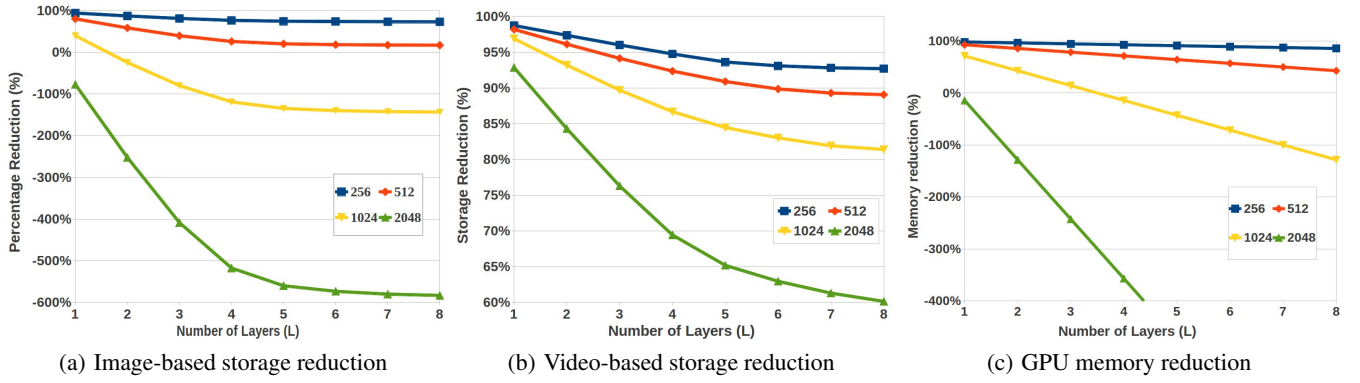 100%
0%
-100%
-200%
-300%
-400%
-500%
-600%
Percentage Reduction (%)
256 512
1024 2048
1 2 3 4 5 6 7 8
Number of Layers (L)
(a) Image-based storage reduction
100%
95%
90%
85%
80%
75%
70%
65%
60%
Storage Reduction (%)
256 512
1024 2048
1 2 3 4 5 6 7 8
Number of Layers (L)
(b) Video-based storage reduction
100%
0%
-100%
-200%
-300%
-400%
Memory reduction (%)
256 512
1024 2048
1 2 3 4 5 6 7 8
Number of Layers (L)
(c) GPU memory reduction